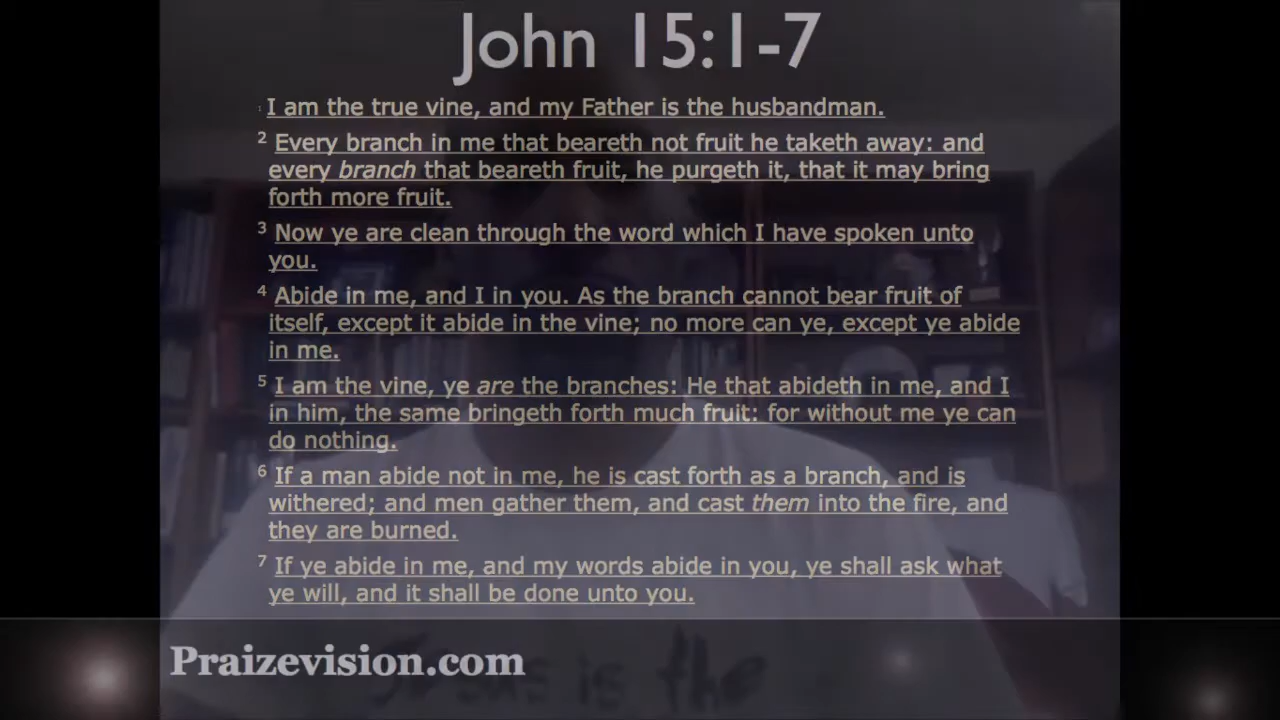 John 15:1-7
I am the true vine, and my Father is the husbandman.
2 Every branch in me that beareth not fruit he taketh away: and
every branch that beareth fruit, he purgeth it, that it may bring
forth more fruit.
3 Now ye are clean through the word which I have spoken unto
you.
4 Abide in me, and I in you. As the branch cannot bear fruit of
itself, except it abide in the vine; no more can ye, except ye abide
in me.
5 I am the vine, ye are the branches: He that abideth in me, and I
in him, the same bringeth forth much fruit: for without me ye can
do nothing.
6 If a man abide not in me, he is cast forth as a branch, and is
withered; and men gather them, and cast them into the fire, and
they are burned.
7 If ye abide in me, and my words abide in you, ye shall ask what
ye will, and it shall be done unto you.
Praizevision.com
Jesus is the